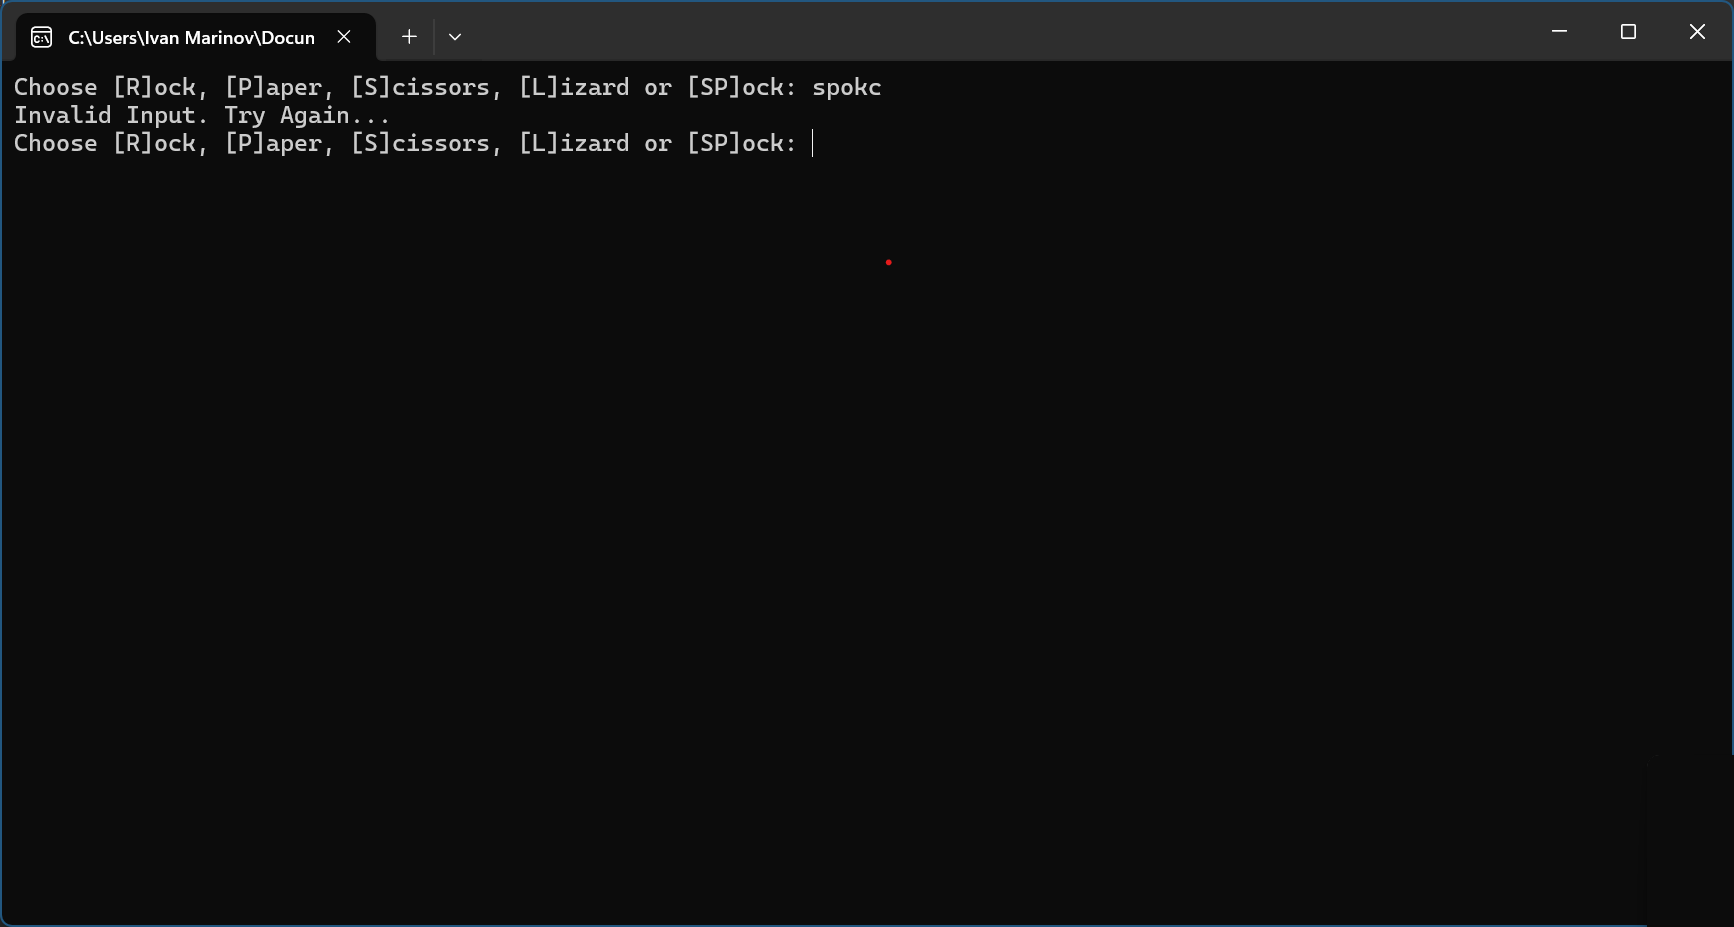 C:\Users\Ivan Marinov\Docun
Choose [R]ock, [P]aper, [S]cissors, [L]izard or [SP]ock: spokc
Invalid Input. Try Again...
Choose [R]ock, [P]aper, [S]cissors, [L]izard or [SP]ock: